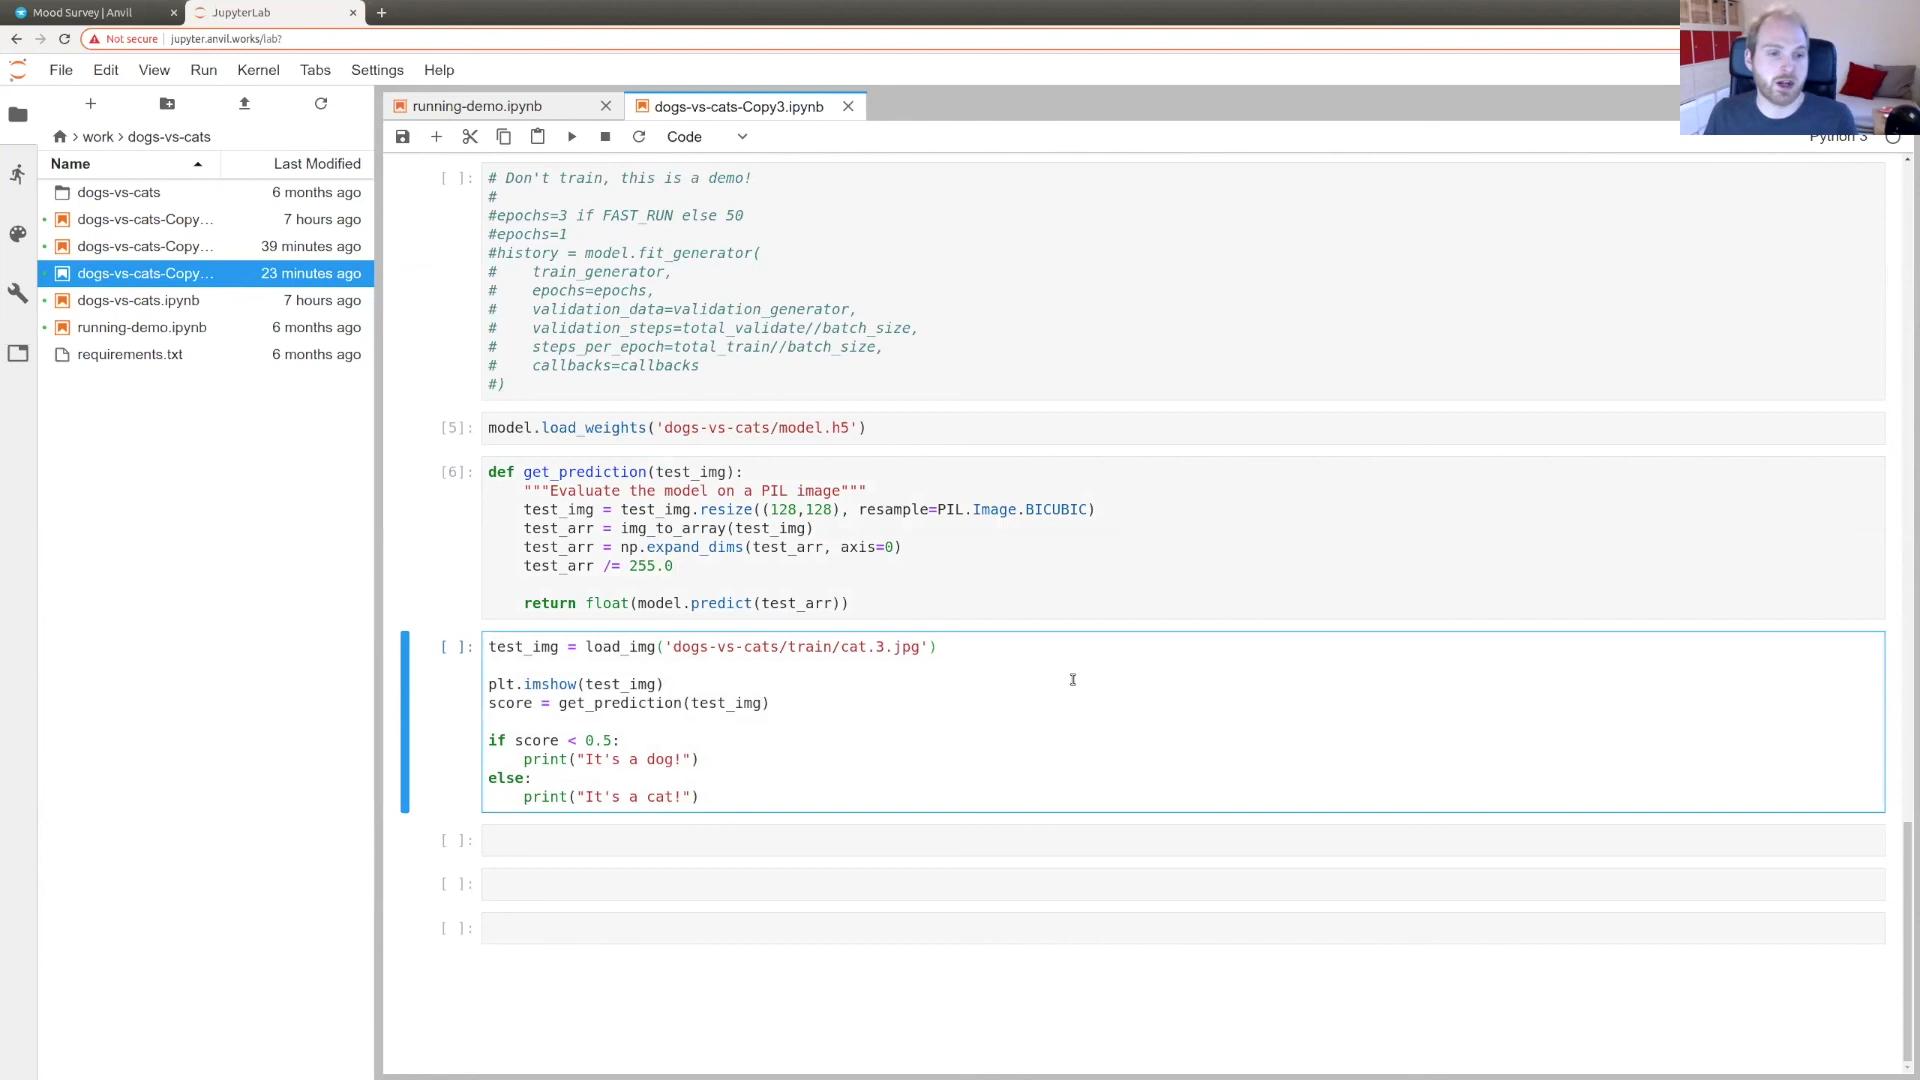 Mood Survey | Anvil
JupyterLab
Not secure
jupyter.anvil.works/lab?
File Edit View Run Kernel Tabs Settings Help
work > dogs-vs-cats
Name Last Modified
dogs-vs-cats 6 months ago
dogs-vs-cats-Copy… 7 hours ago
dogs-vs-cats-Copy… 39 minutes ago
dogs-vs-cats-Copy… 23 minutes ago
dogs-vs-cats.ipynb 7 hours ago
running-demo.ipynb 6 months ago
requirements.txt 6 months ago
running-demo.ipynb
dogs-vs-cats-Copy3.ipynb
Code
Python 3
[ ]: # Don't train, this is a demo!
#
#epochs=3 if FAST_RUN else 50
#epochs=1
#history = model.fit_generator(
#    train_generator,
#    epochs=epochs,
#    validation_data=validation_generator,
#    validation_steps=total_validate//batch_size,
#    steps_per_epoch=total_train//batch_size,
#    callbacks=callbacks
#)
[5]: model.load_weights('dogs-vs-cats/model.h5')
[6]: def get_prediction(test_img):
    """Evaluate the model on a PIL image"""
    test_img = test_img.resize((128,128), resample=PIL.Image.BICUBIC)
    test_arr = img_to_array(test_img)
    test_arr = np.expand_dims(test_arr, axis=0)
    test_arr /= 255.0
    return float(model.predict(test_arr))
[ ]: test_img = load_img('dogs-vs-cats/train/cat.3.jpg')
plt.imshow(test_img)
score = get_prediction(test_img)
if score < 0.5:
    print("It's a dog!")
else:
    print("It's a cat!")
[ ]:
[ ]:
[ ]: